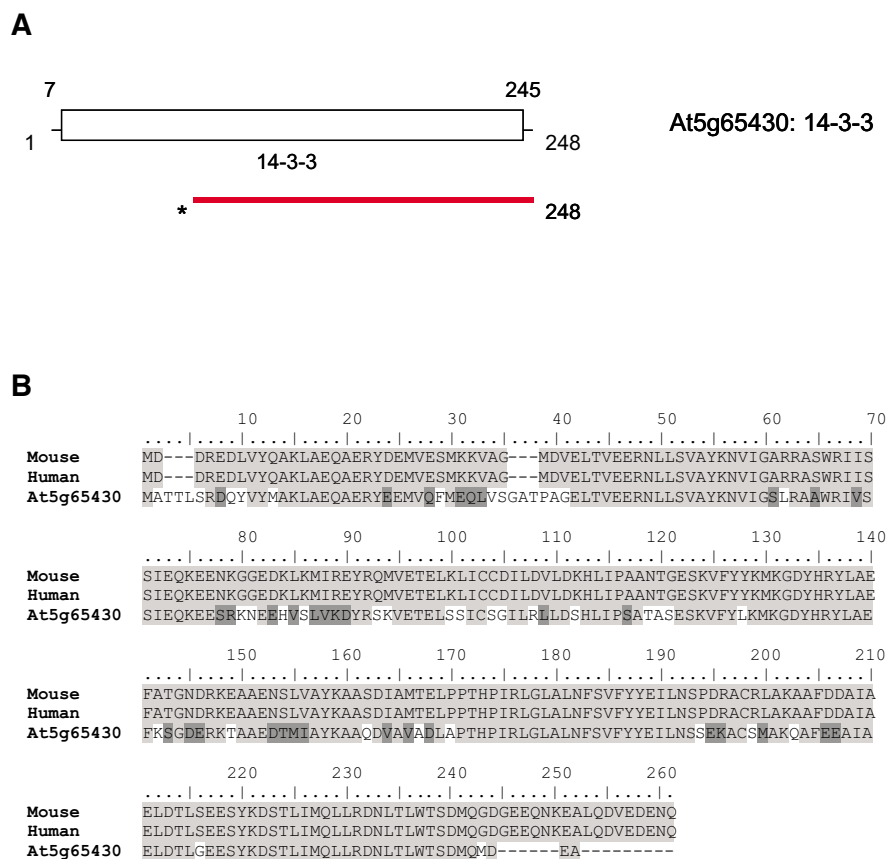 A
7 245
At5g65430: 14-3-3
1 248
14-3-3
* 248
B
10 20 30 40 50 60 70
....|....|....|....|....|....|....|....|....|....|....|....|....|....|
Mouse MD---DREDLVYQAKLAEQAERYDEMVESMKKVAG---MDVELTVEERNLLSVAYKNVIGARRASWRIIS
Human MD---DREDLVYQAKLAEQAERYDEMVESMKKVAG---MDVELTVEERNLLSVAYKNVIGARRASWRIIS
At5g65430 MATTLSRDQYVYMAKLAEQAERYEEMVQFMEQLVSGATPAGELTVEERNLLSVAYKNVIGSLRAAWRIVS
80 90 100 110 120 130 140
....|....|....|....|....|....|....|....|....|....|....|....|....|....|
Mouse SIEQKEENKGGEDKLKMIREYRQMVETELKLICCDILDVLDKHLIPAANTGESKVFYYKMKGDYHRYLAE
Human SIEQKEENKGGEDKLKMIREYRQMVETELKLICCDILDVLDKHLIPAANTGESKVFYYKMKGDYHRYLAE
At5g65430 SIEQKEESRKNEEHVSLVKDYRSKVETELSSICSGILRLLDSHLIPSATASESKVFYLKMKGDYHRYLAE
150 160 170 180 190 200 210
....|....|....|....|....|....|....|....|....|....|....|....|....|....|
Mouse FATGNDRKEAAENSLVAYKAASDIAMTELPPTHPIRLGLALNFSVFYYEILNSPDRACRLAKAAFDDAIA
Human FATGNDRKEAAENSLVAYKAASDIAMTELPPTHPIRLGLALNFSVFYYEILNSPDRACRLAKAAFDDAIA
At5g65430 FKSGDERKTAAEDTMIAYKAAQDVAVADLAPTHPIRLGLALNFSVFYYEILNSSEKACSMAKQAFEEAIA
220 230 240 250 260
....|....|....|....|....|....|....|....|....|....|.
Mouse ELDTLSEESYKDSTLIMQLLRDNLTLWTSDMQGDGEEQNKEALQDVEDENQ
Human ELDTLSEESYKDSTLIMQLLRDNLTLWTSDMQGDGEEQNKEALQDVEDENQ
At5g65430 ELDTLGEESYKDSTLIMQLLRDNLTLWTSDMQMD------EA---------